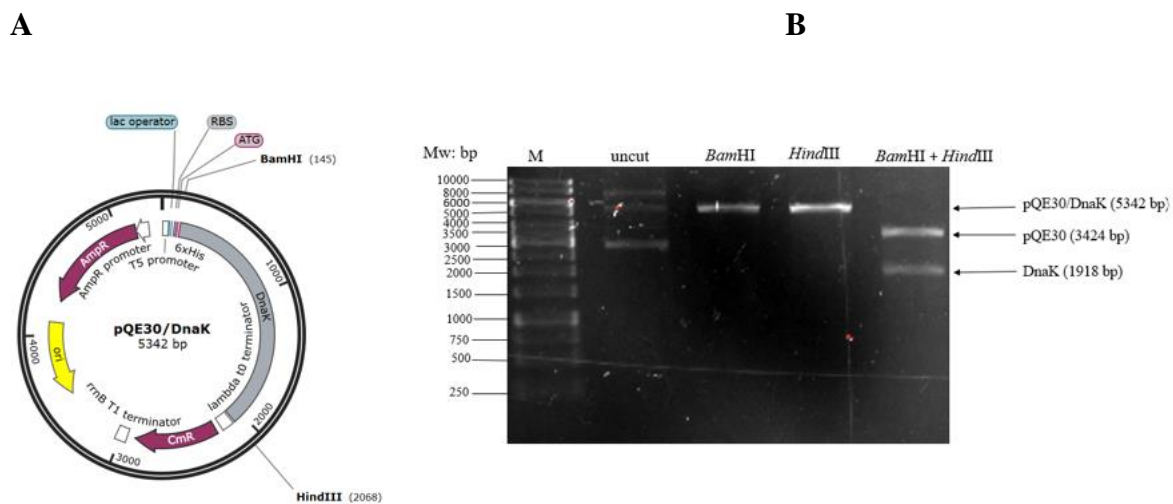 A
B
lac operator
RBS
ATG
BamHI (145)
5000
AmpR
AmpR promoter
T5 promoter
6xHis
1000
DnaK
pQE30/DnaK
5342 bp
4000
ori
lambda t0 terminator
rrnB T1 terminator
CmR
2000
3000
HindIII (2068)
Mw: bp
M
uncut
BamHI
HindIII
BamHI + HindIII
10000
8000
6000
5000
4000
3500
3000
2500
2000
1500
1000
750
500
250
pQE30/DnaK (5342 bp)
pQE30 (3424 bp)
DnaK (1918 bp)